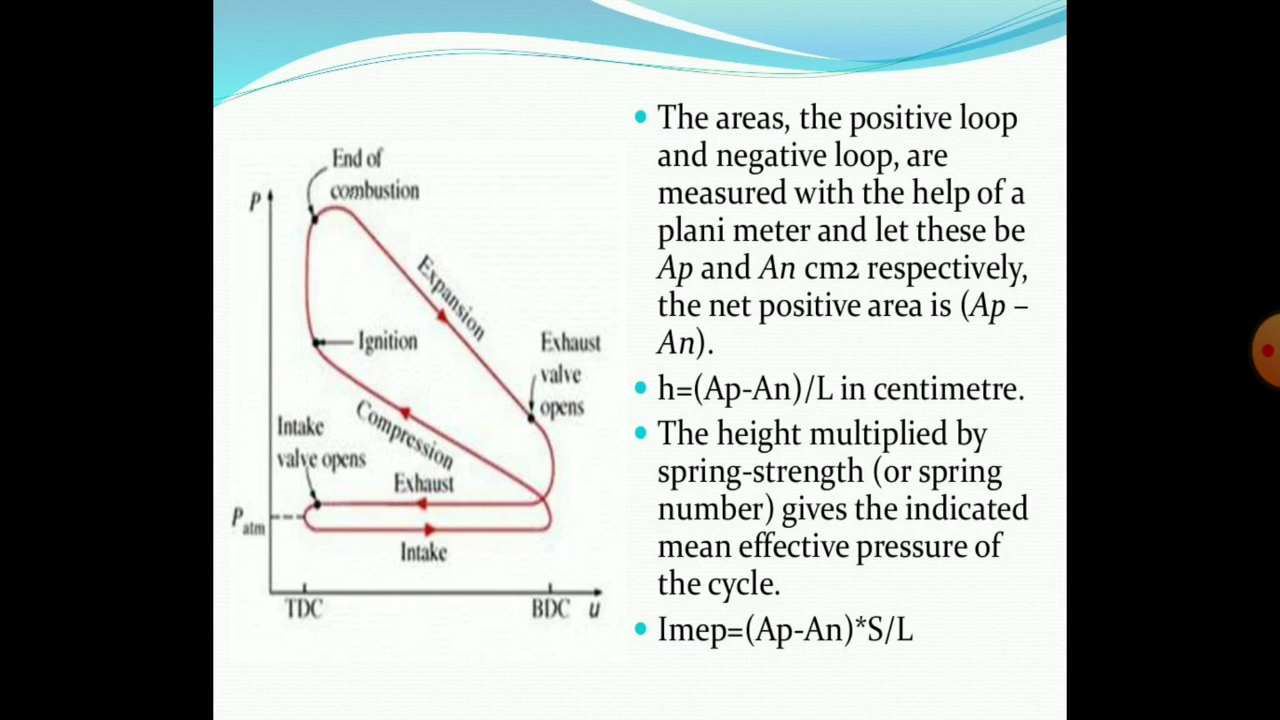 End of
combustion
P
Expansion
Ignition
Exhaust
valve
opens
Compression
Intake
valve opens
Exhaust
P atm
Intake
TDC
BDC
u
• The areas, the positive loop
and negative loop, are
measured with the help of a
plani meter and let these be
Ap and An cm2 respectively,
the net positive area is (Ap –
An).
• h=(Ap-An)/L in centimetre.
• The height multiplied by
spring-strength (or spring
number) gives the indicated
mean effective pressure of
the cycle.
• Imep=(Ap-An)*S/L